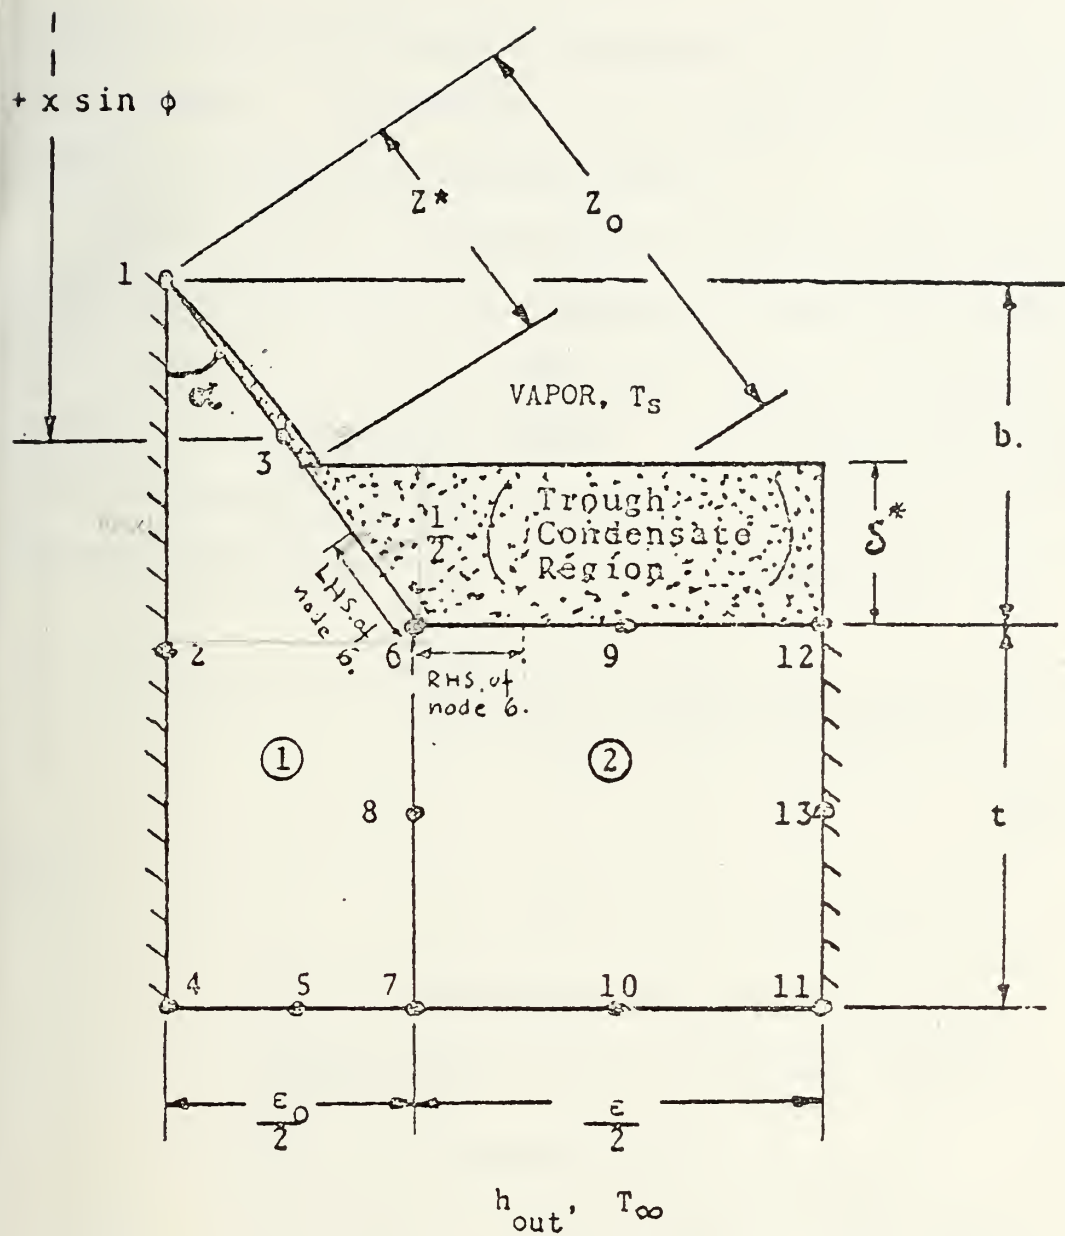 + x sin ϕ
Z*
Z₀
1
α
VAPOR, Tₛ
b.
3
1
2
(Trough
Condensate
Region)
δ*
LHS. of
node
6.
2
6
9
12
RHS. of
node 6.
①
②
8
13
t
4
5
7
10
11
ε₀
2
ε
2
h_out, T∞